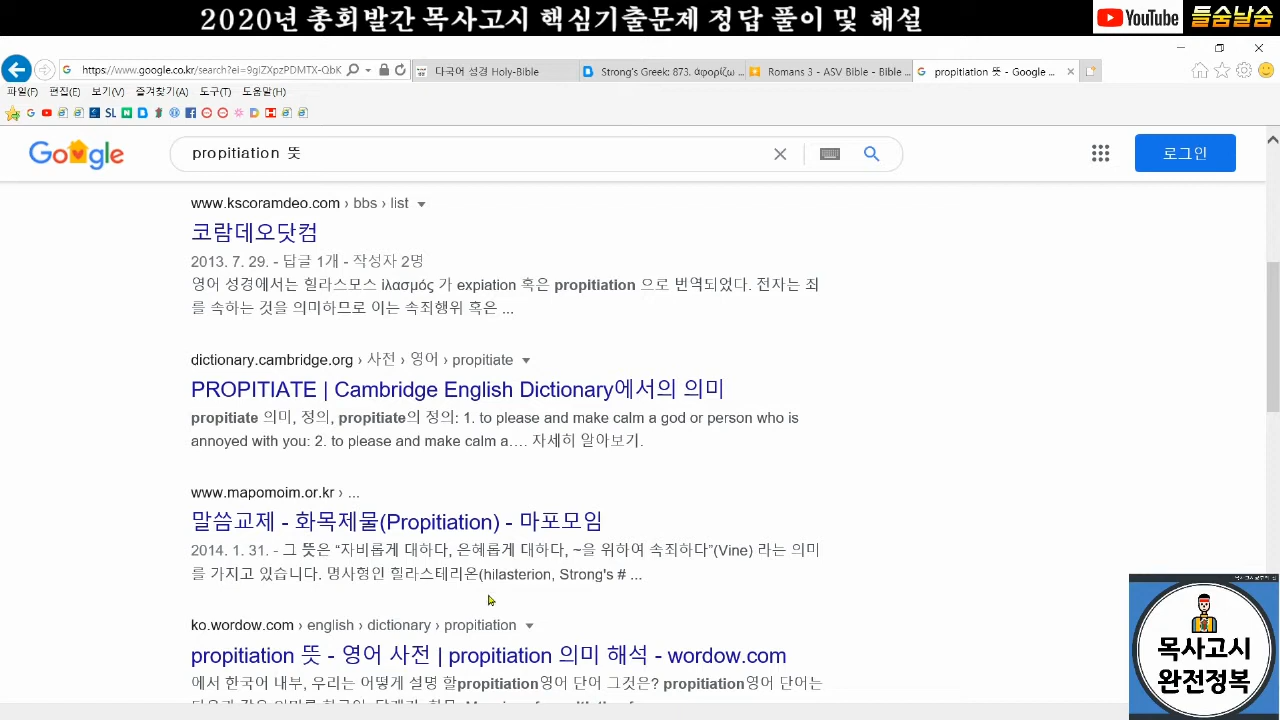 2020년 총회발간 목사고시 핵심기출문제 정답 풀이 및 해설
YouTube 들숨날숨
https://www.google.co.kr/search?ei=9gIZXpzPDMTX-QbK
다국어 성경 Holy-Bible
Strong's Greek: 873. ἀφορίζω ...
Romans 3 - ASV Bible - Bible ...
propitiation 뜻 - Google ...
파일(F) 편집(E) 보기(V) 즐겨찾기(A) 도구(T) 도움말(H)
Google
propitiation 뜻
로그인
www.kscoramdeo.com › bbs › list
코람데오닷컴
2013. 7. 29. - 답글 1개 - 작성자 2명
영어 성경에서는 힐라스모스 ἱλασμός 가 expiation 혹은 propitiation 으로 번역되었다. 전자는 죄
를 속하는 것을 의미하므로 이는 속죄행위 혹은 ...
dictionary.cambridge.org › 사전 › 영어 › propitiate
PROPITIATE | Cambridge English Dictionary에서의 의미
propitiate 의미, 정의, propitiate의 정의: 1. to please and make calm a god or person who is
annoyed with you: 2. to please and make calm a…. 자세히 알아보기.
www.mapomoim.or.kr › ...
말씀교제 - 화목제물(Propitiation) - 마포모임
2014. 1. 31. - 그 뜻은 “자비롭게 대하다, 은혜롭게 대하다, ~을 위하여 속죄하다”(Vine) 라는 의미
를 가지고 있습니다. 명사형인 힐라스테리온(hilasterion, Strong's # ...
ko.wordow.com › english › dictionary › propitiation
propitiation 뜻 - 영어 사전 | propitiation 의미 해석 - wordow.com
에서 한국어 내부, 우리는 어떻게 설명 할propitiation영어 단어 그것은? propitiation영어 단어는
목사고시
완전정복